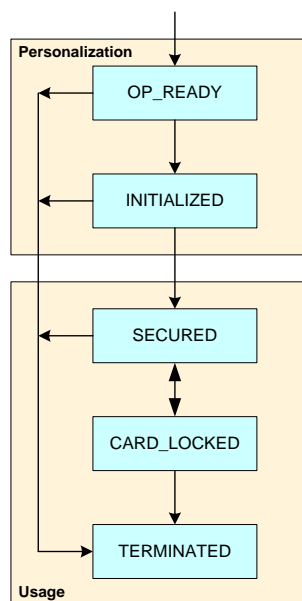 Personalization
OP_READY
INITIALIZED
SECURED
CARD_LOCKED
TERMINATED
Usage